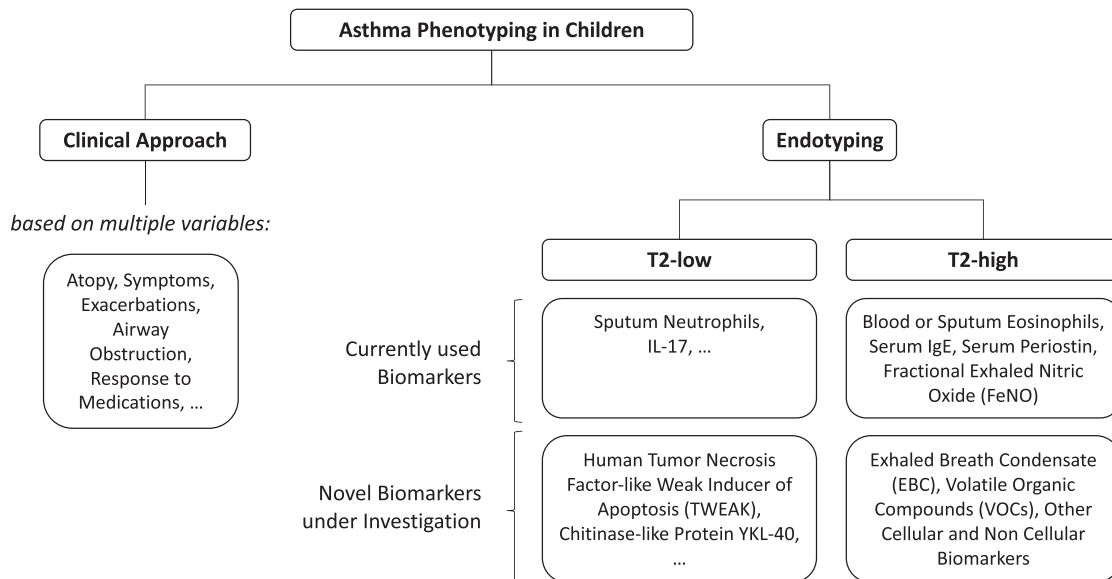 Asthma Phenotyping in Children
Clinical Approach
Endotyping
based on multiple variables:
Atopy, Symptoms,
Exacerbations,
Airway
Obstruction,
Response to
Medications, ...
T2-low
T2-high
Currently used
Biomarkers
Sputum Neutrophils,
IL-17, ...
Blood or Sputum Eosinophils,
Serum IgE, Serum Periostin,
Fractional Exhaled Nitric
Oxide (FeNO)
Novel Biomarkers
under Investigation
Human Tumor Necrosis
Factor-like Weak Inducer of
Apoptosis (TWEAK),
Chitinase-like Protein YKL-40,
...
Exhaled Breath Condensate
(EBC), Volatile Organic
Compounds (VOCs), Other
Cellular and Non Cellular
Biomarkers